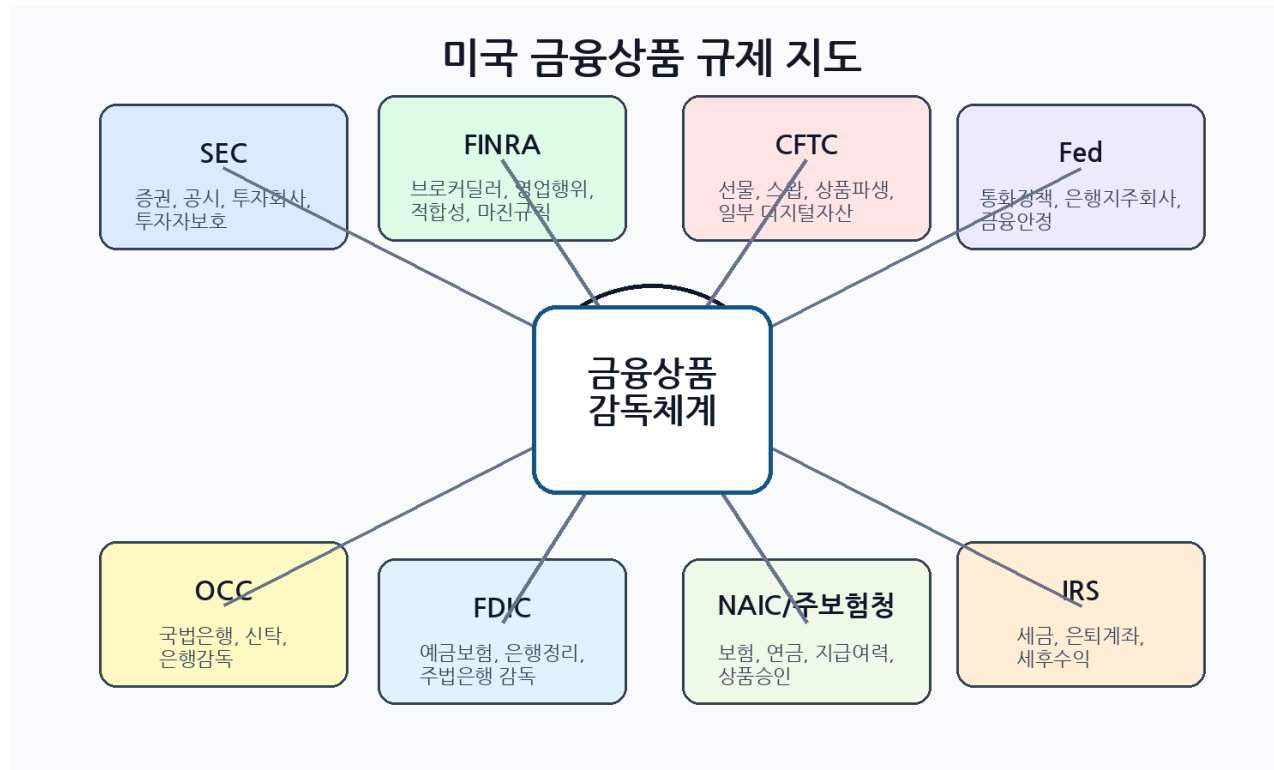 미국 금융상품 규제 지도
SEC
증권, 공시, 투자회사,
투자자보호
FINRA
브로커딜러, 영업행위,
적합성, 마진규칙
CFTC
선물, 스왑, 상품파생,
일부 디지털자산
Fed
통화정책, 은행지주회사,
금융안정
금융상품
감독체계
OCC
국법은행, 신탁,
은행감독
FDIC
예금보험, 은행정리,
주법은행 감독
NAIC/주보험청
보험, 연금, 지급여력,
상품승인
IRS
세금, 은퇴계좌,
세후수익